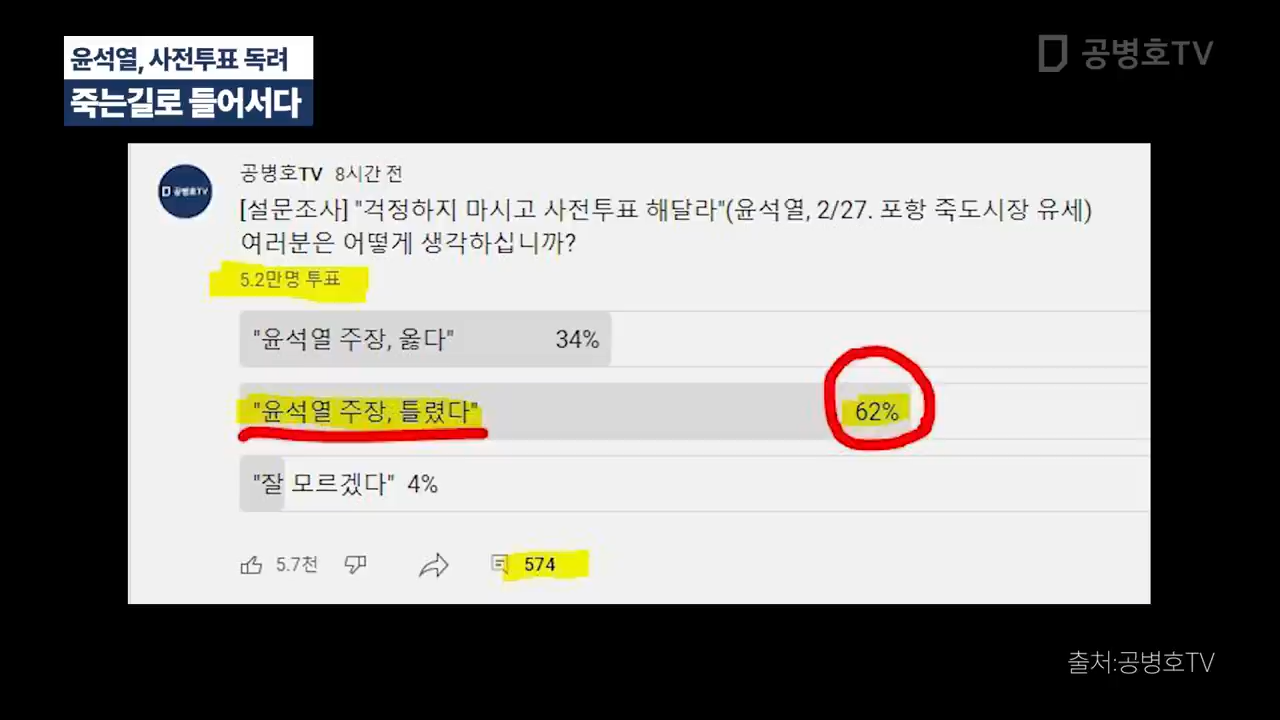 윤석열, 사전투표 독려
죽는길로 들어서다
공병호TV
공병호TV
공병호TV 8시간 전
[설문조사] "걱정하지 마시고 사전투표 해달라"(윤석열, 2/27. 포항 죽도시장 유세)
여러분은 어떻게 생각하십니까?
5.2만명 투표
"윤석열 주장, 옳다" 34%
"윤석열 주장, 틀렸다" 62%
"잘 모르겠다" 4%
5.7천 574
출처:공병호TV